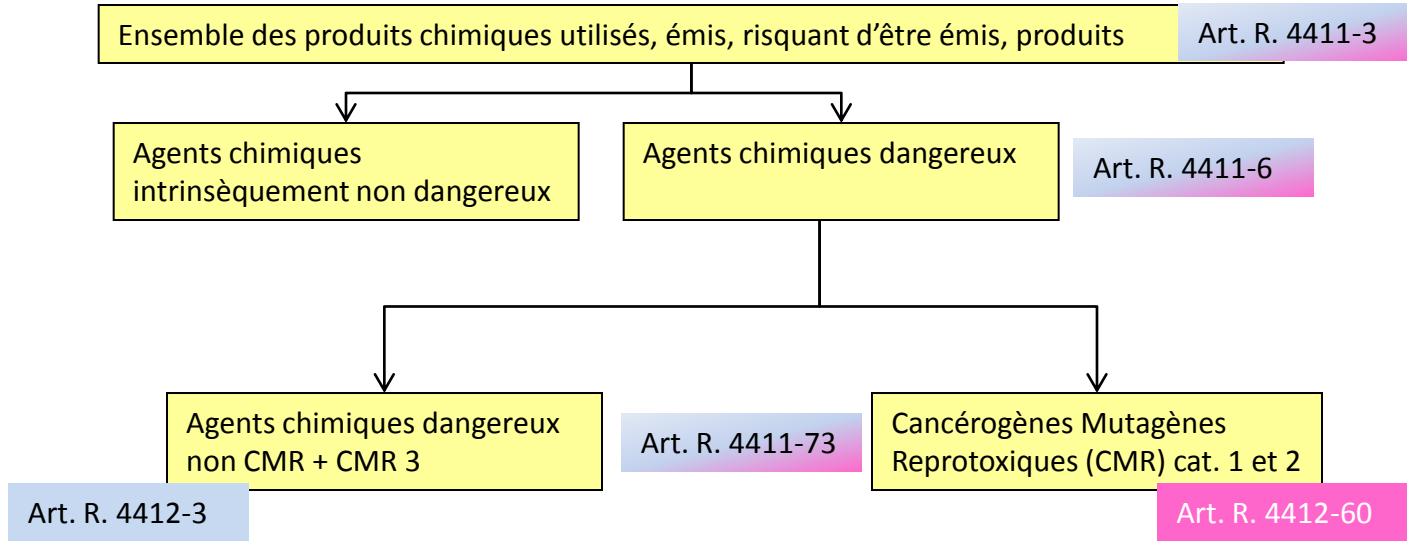 Ensemble des produits chimiques utilisés, émis, risquant d'être émis, produits
Art. R. 4411-3
Agents chimiques
intrinsèquement non dangereux
Agents chimiques dangereux
Art. R. 4411-6
Agents chimiques dangereux
non CMR + CMR 3
Art. R. 4411-73
Cancérogènes Mutagènes
Reprotoxiques (CMR) cat. 1 et 2
Art. R. 4412-3
Art. R. 4412-60